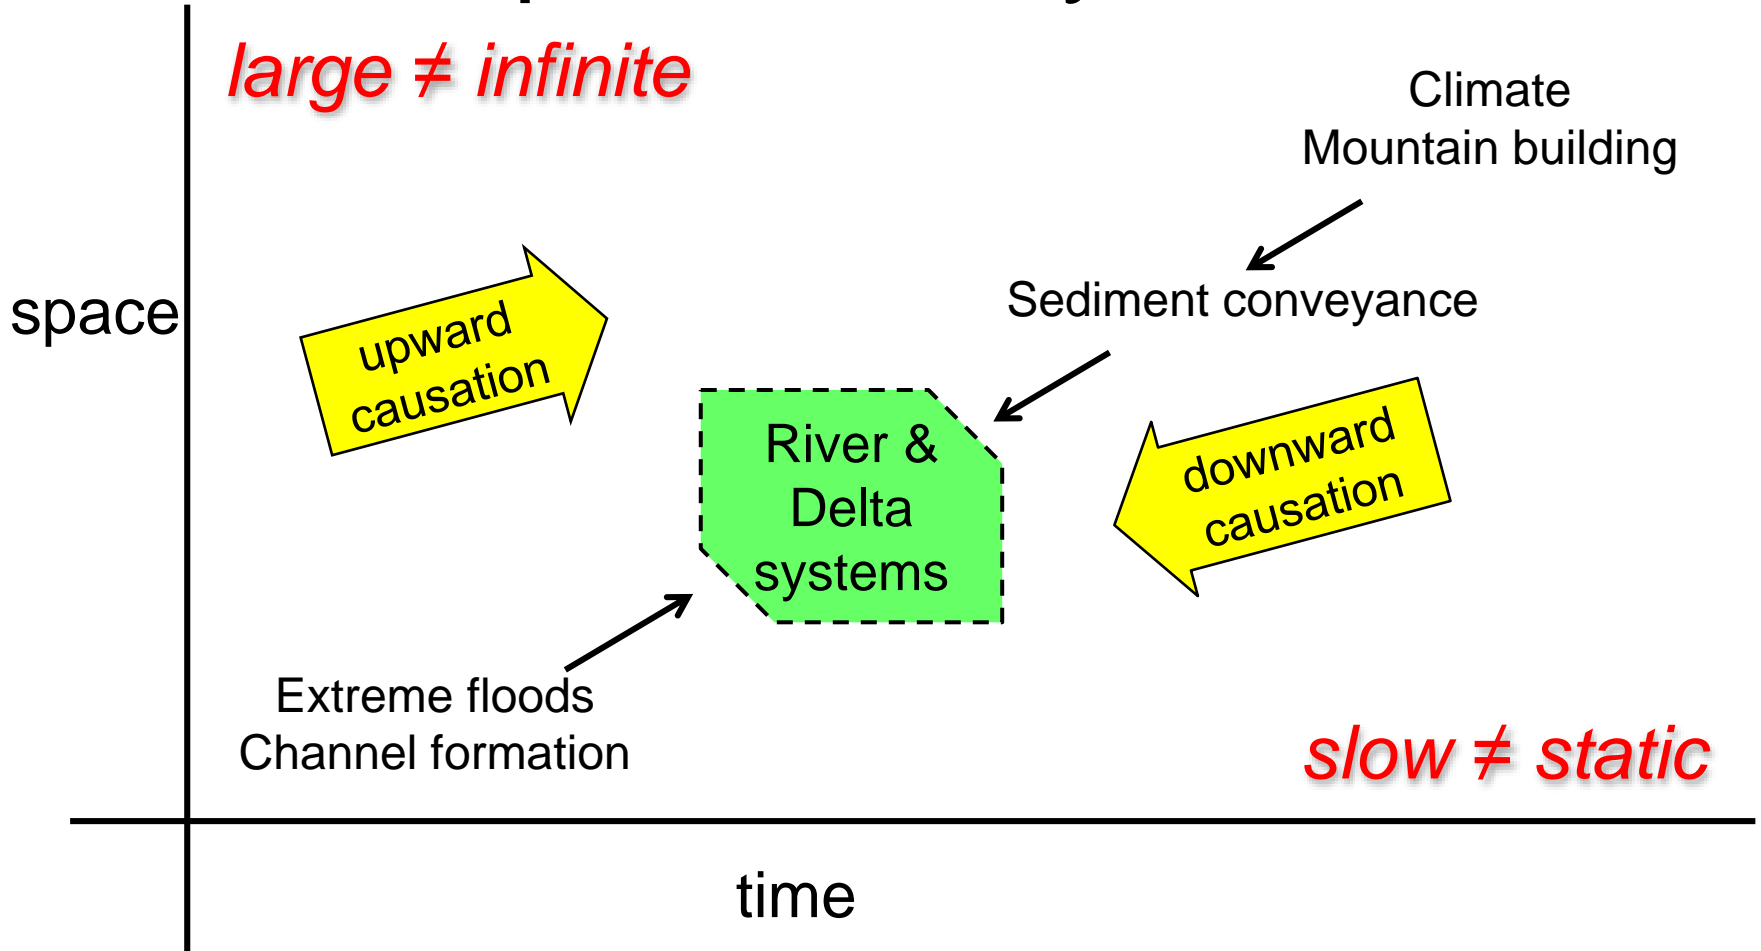 large ≠ infinite
Climate
Mountain building
Sediment conveyance
space
upward
causation
River &
Delta
systems
downward
causation
Extreme floods
Channel formation
slow ≠ static
time